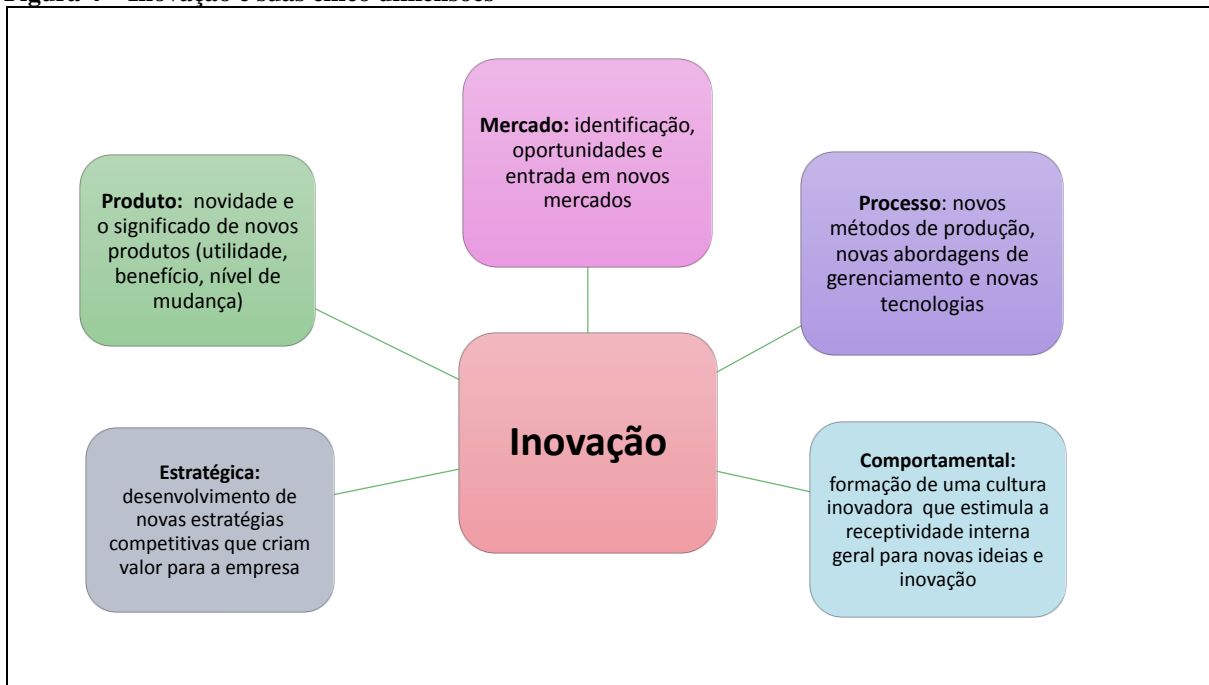 Figura 4 – Inovação e suas cinco dimensões
Mercado: identificação,
oportunidades e
entrada em novos
mercados
Produto: novidade e
o significado de novos
produtos (utilidade,
benefício, nível de
mudança)
Processo: novos
métodos de produção,
novas abordagens de
gerenciamento e novas
tecnologias
Inovação
Estratégica:
desenvolvimento de
novas estratégias
competitivas que criam
valor para a empresa
Comportamental:
formação de uma cultura
inovadora que estimula a
receptividade interna
geral para novas ideias e
inovação